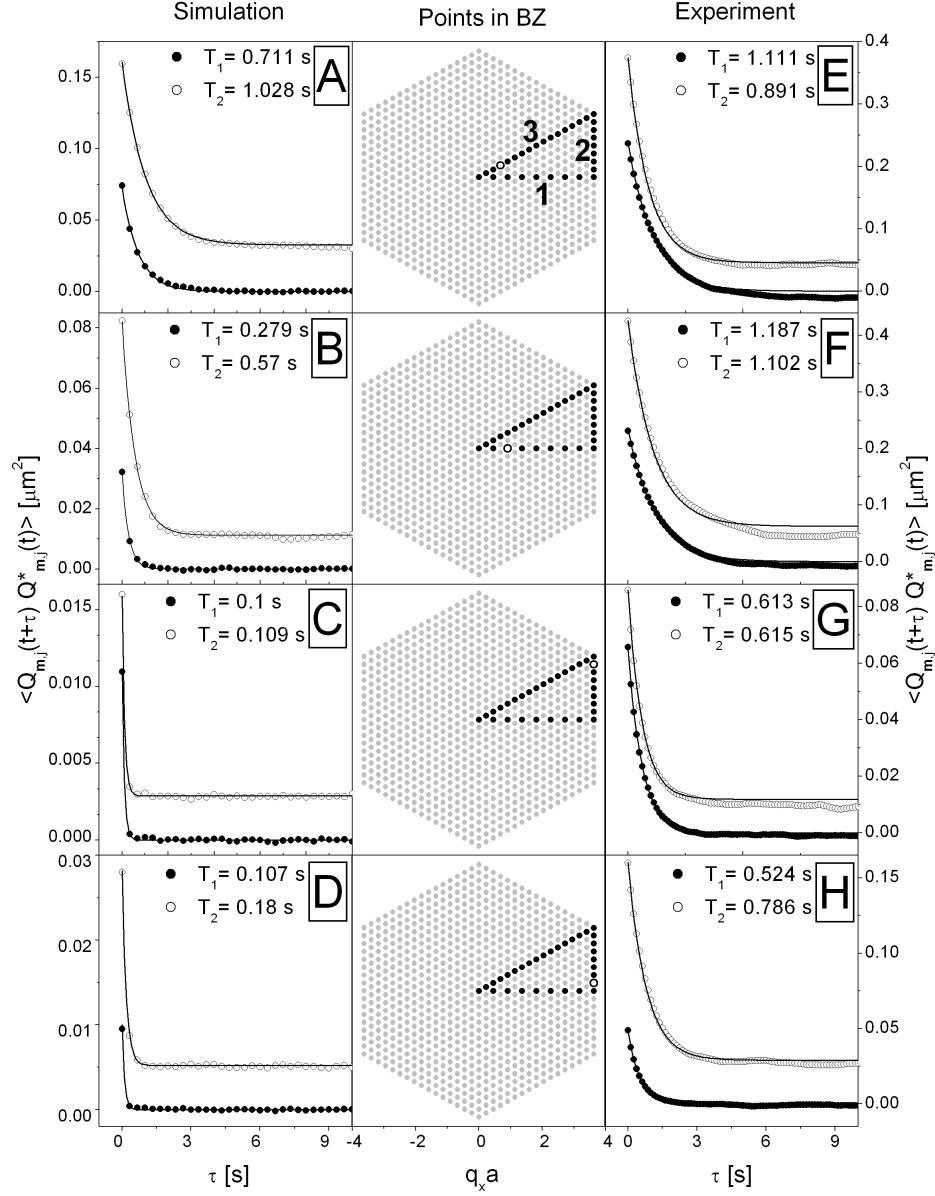 Simulation
Points in BZ
Experiment
T1= 0.711 s
T2= 1.028 s
A
0.15
0.10
0.05
0.00
3
2
1
T1= 1.111 s
T2= 0.891 s
E
0.4
0.3
0.2
0.1
0.0
T1= 0.279 s
T2= 0.57 s
B
0.08
0.06
0.04
0.02
0.00
T1= 1.187 s
T2= 1.102 s
F
0.4
0.3
0.2
0.1
0.0
<Qm,j(t+τ) Q*m,j(t)> [μm2]
<Qm,j(t+τ) Q*m,j(t)> [μm2]
T1= 0.1 s
T2= 0.109 s
C
0.015
0.010
0.005
0.000
T1= 0.613 s
T2= 0.615 s
G
0.08
0.06
0.04
0.02
0.00
T1= 0.107 s
T2= 0.18 s
D
0.03
0.02
0.01
0.00
T1= 0.524 s
T2= 0.786 s
H
0.15
0.10
0.05
0.00
0 3 6 9 -4 0 2 4 0 3 6 9
τ [s]
qxa
τ [s]